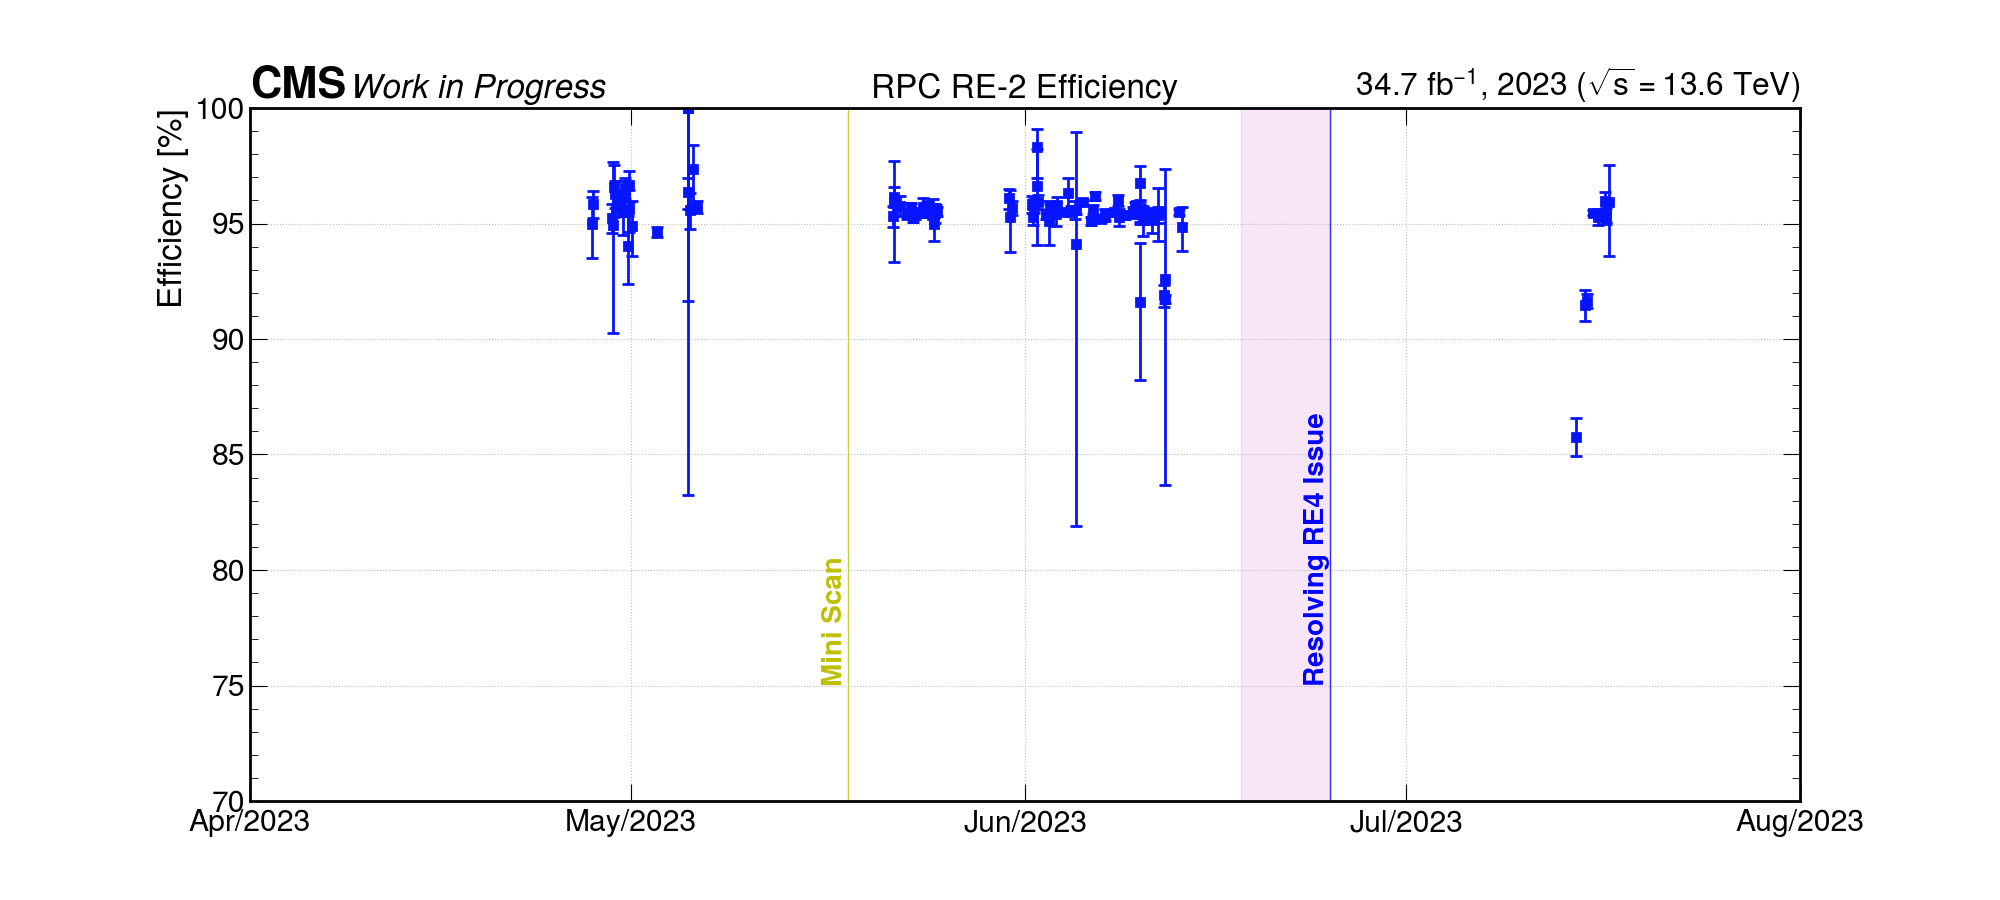 CMS Work in Progress RPC RE-2 Efficiency 34.7 fb⁻¹, 2023 (√s = 13.6 TeV)
Efficiency [%]
100
95
90
85
80
75
70
Mini Scan
Resolving RE4 Issue
Apr/2023 May/2023 Jun/2023 Jul/2023 Aug/2023